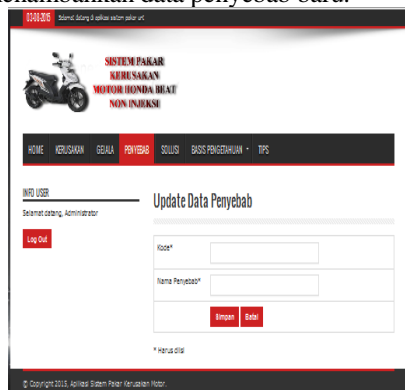 menambahkan data penyebab baru.
03-08-2015 Selamat datang di aplikasi sistem pakar unt
SISTEM PAKAR
KERUSAKAN
MOTOR HONDA BEAT
NON INJEKSI
HOME KERUSAKAN GEJALA PENYEBAB SOLUSI BASIS PENGETAHUAN TIPS
INFO USER
Selamat datang, Administrator
Log Out
Update Data Penyebab
Kode*
Nama Penyebab*
Simpan Batal
* Harus diisi
© Copyright 2015, Aplikasi Sistem Pakar Kerusakan Motor.